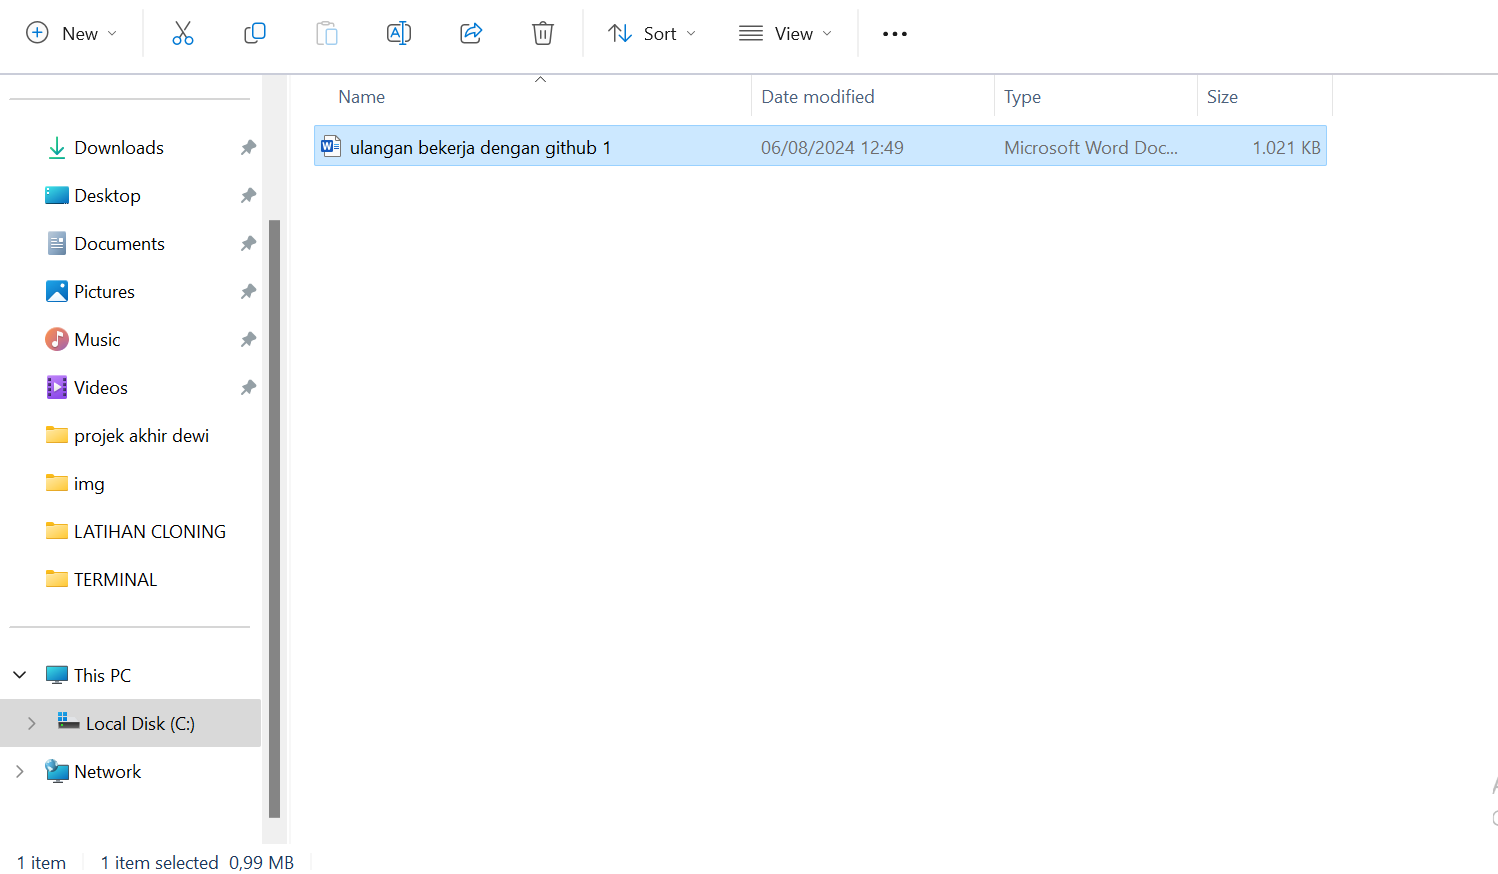 New
Sort
View
Name
Date modified
Type
Size
ulangan bekerja dengan github 1
06/08/2024 12:49
Microsoft Word Doc...
1.021 KB
Downloads
Desktop
Documents
Pictures
Music
Videos
projek akhir dewi
img
LATIHAN CLONING
TERMINAL
This PC
Local Disk (C:)
Network
1 item
1 item selected 0,99 MB